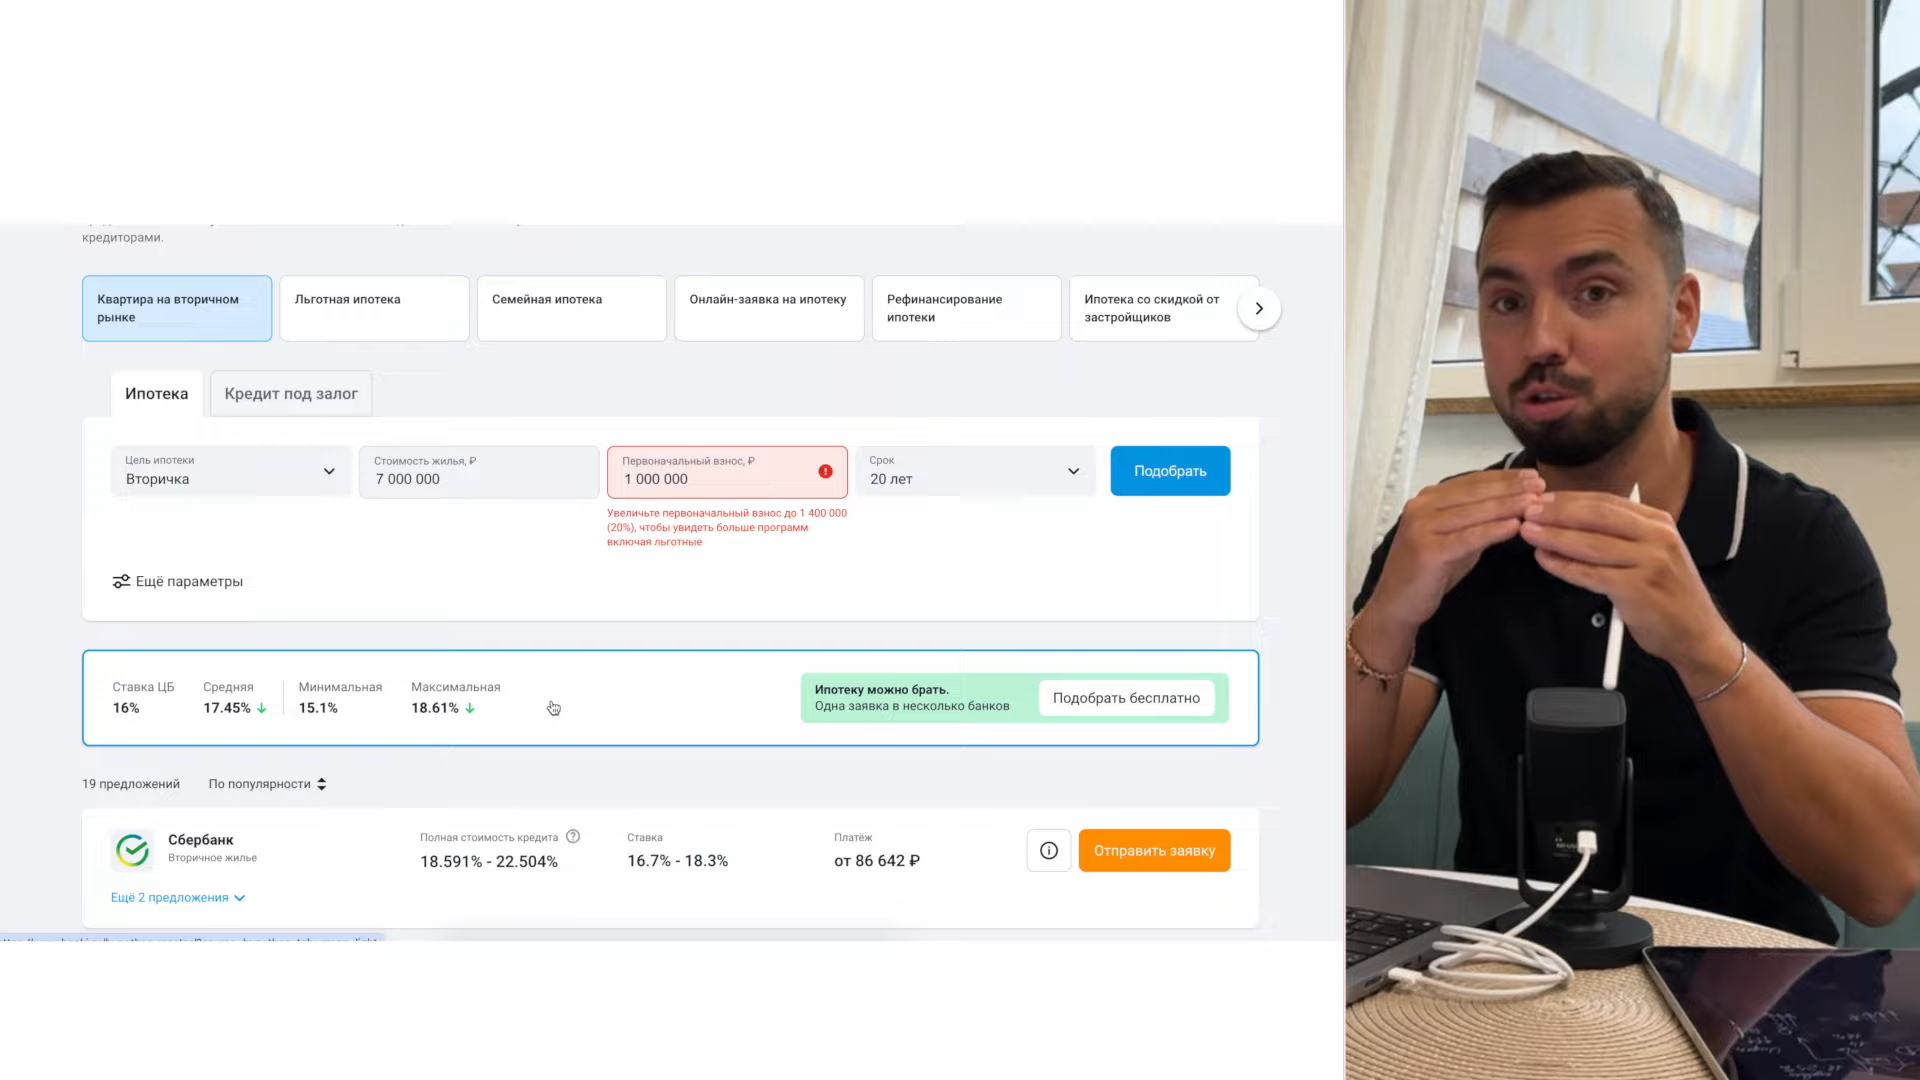 кредиторами.
Квартира на вторичном
рынке
Льготная ипотека
Семейная ипотека
Онлайн-заявка на ипотеку
Рефинансирование
ипотеки
Ипотека со скидкой от
застройщиков
Ипотека
Кредит под залог
Цель ипотеки
Вторичка
Стоимость жилья, ₽
7 000 000
Первоначальный взнос, ₽
1 000 000
Срок
20 лет
Подобрать
Увеличьте первоначальный взнос до 1 400 000
(20%), чтобы увидеть больше программ
включая льготные
Ещё параметры
Ставка ЦБ
16%
Средняя
17.45%
Минимальная
15.1%
Максимальная
18.61%
Ипотеку можно брать.
Одна заявка в несколько банков
Подобрать бесплатно
19 предложений
По популярности
Сбербанк
Вторичное жилье
Полная стоимость кредита
18.591% - 22.504%
Ставка
16.7% - 18.3%
Платёж
от 86 642 ₽
Отправить заявку
Ещё 2 предложения